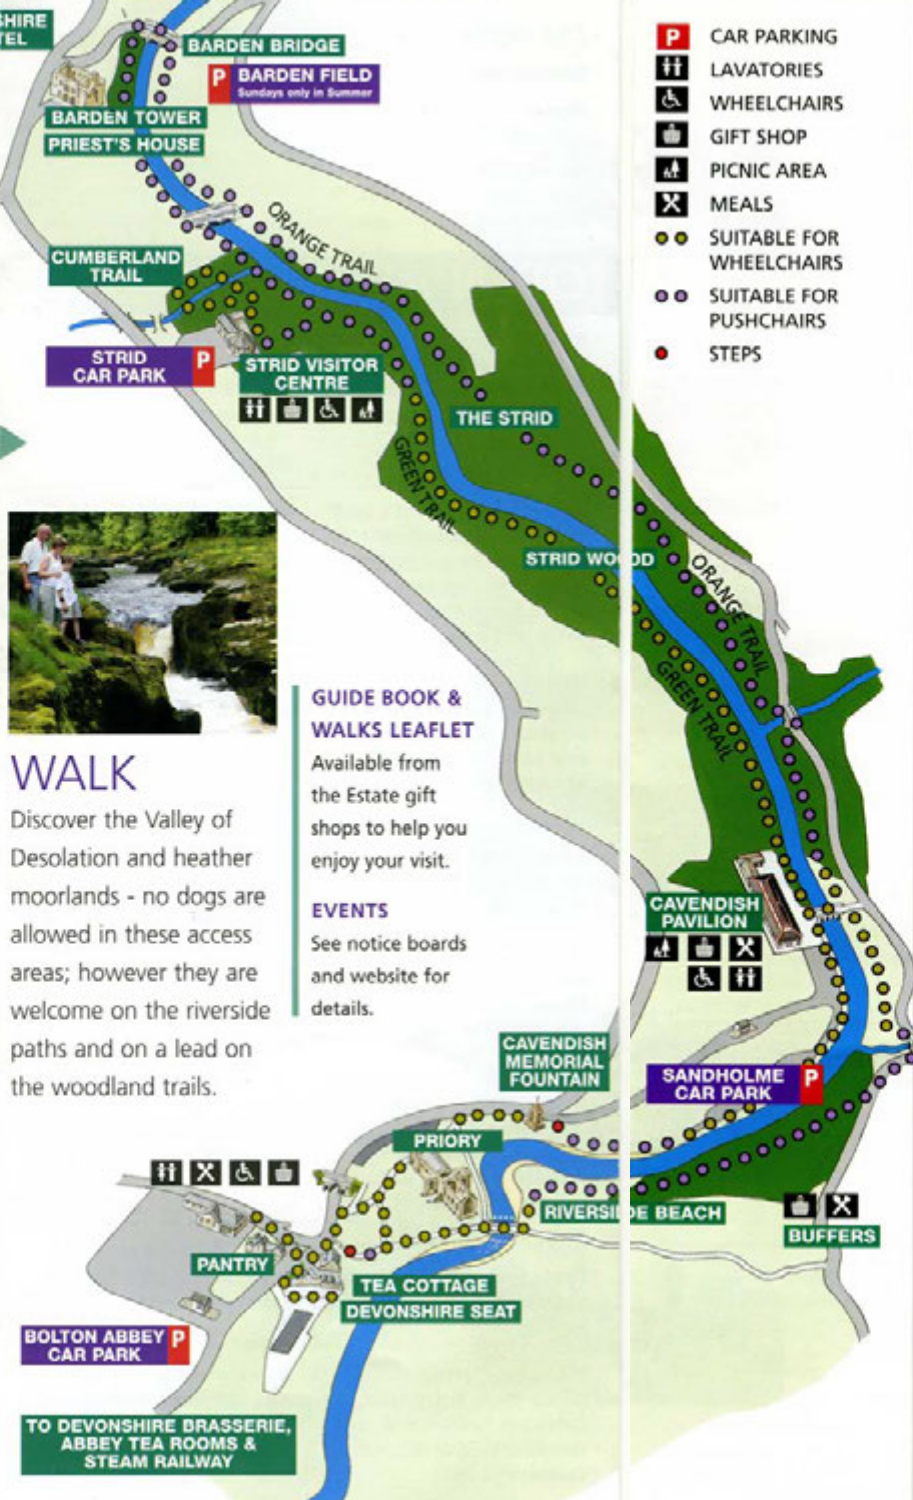 SHIRE
TEL
BARDEN BRIDGE
P BARDEN FIELD
Sundays only in Summer
BARDEN TOWER
PRIEST'S HOUSE
ORANGE TRAIL
CUMBERLAND
TRAIL
STRID
CAR PARK P
STRID VISITOR
CENTRE
THE STRID
GREEN TRAIL
STRID WOOD
ORANGE TRAIL
GREEN TRAIL
P CAR PARKING
LAVATORIES
WHEELCHAIRS
GIFT SHOP
PICNIC AREA
MEALS
SUITABLE FOR
WHEELCHAIRS
SUITABLE FOR
PUSHCHAIRS
STEPS
WALK
Discover the Valley of
Desolation and heather
moorlands - no dogs are
allowed in these access
areas; however they are
welcome on the riverside
paths and on a lead on
the woodland trails.
GUIDE BOOK &
WALKS LEAFLET
Available from
the Estate gift
shops to help you
enjoy your visit.
EVENTS
See notice boards
and website for
details.
CAVENDISH
PAVILION
CAVENDISH
MEMORIAL
FOUNTAIN
SANDHOLME
CAR PARK P
PRIORY
RIVERSIDE BEACH
BUFFERS
PANTRY
TEA COTTAGE
DEVONSHIRE SEAT
BOLTON ABBEY
CAR PARK P
TO DEVONSHIRE BRASSERIE,
ABBEY TEA ROOMS &
STEAM RAILWAY